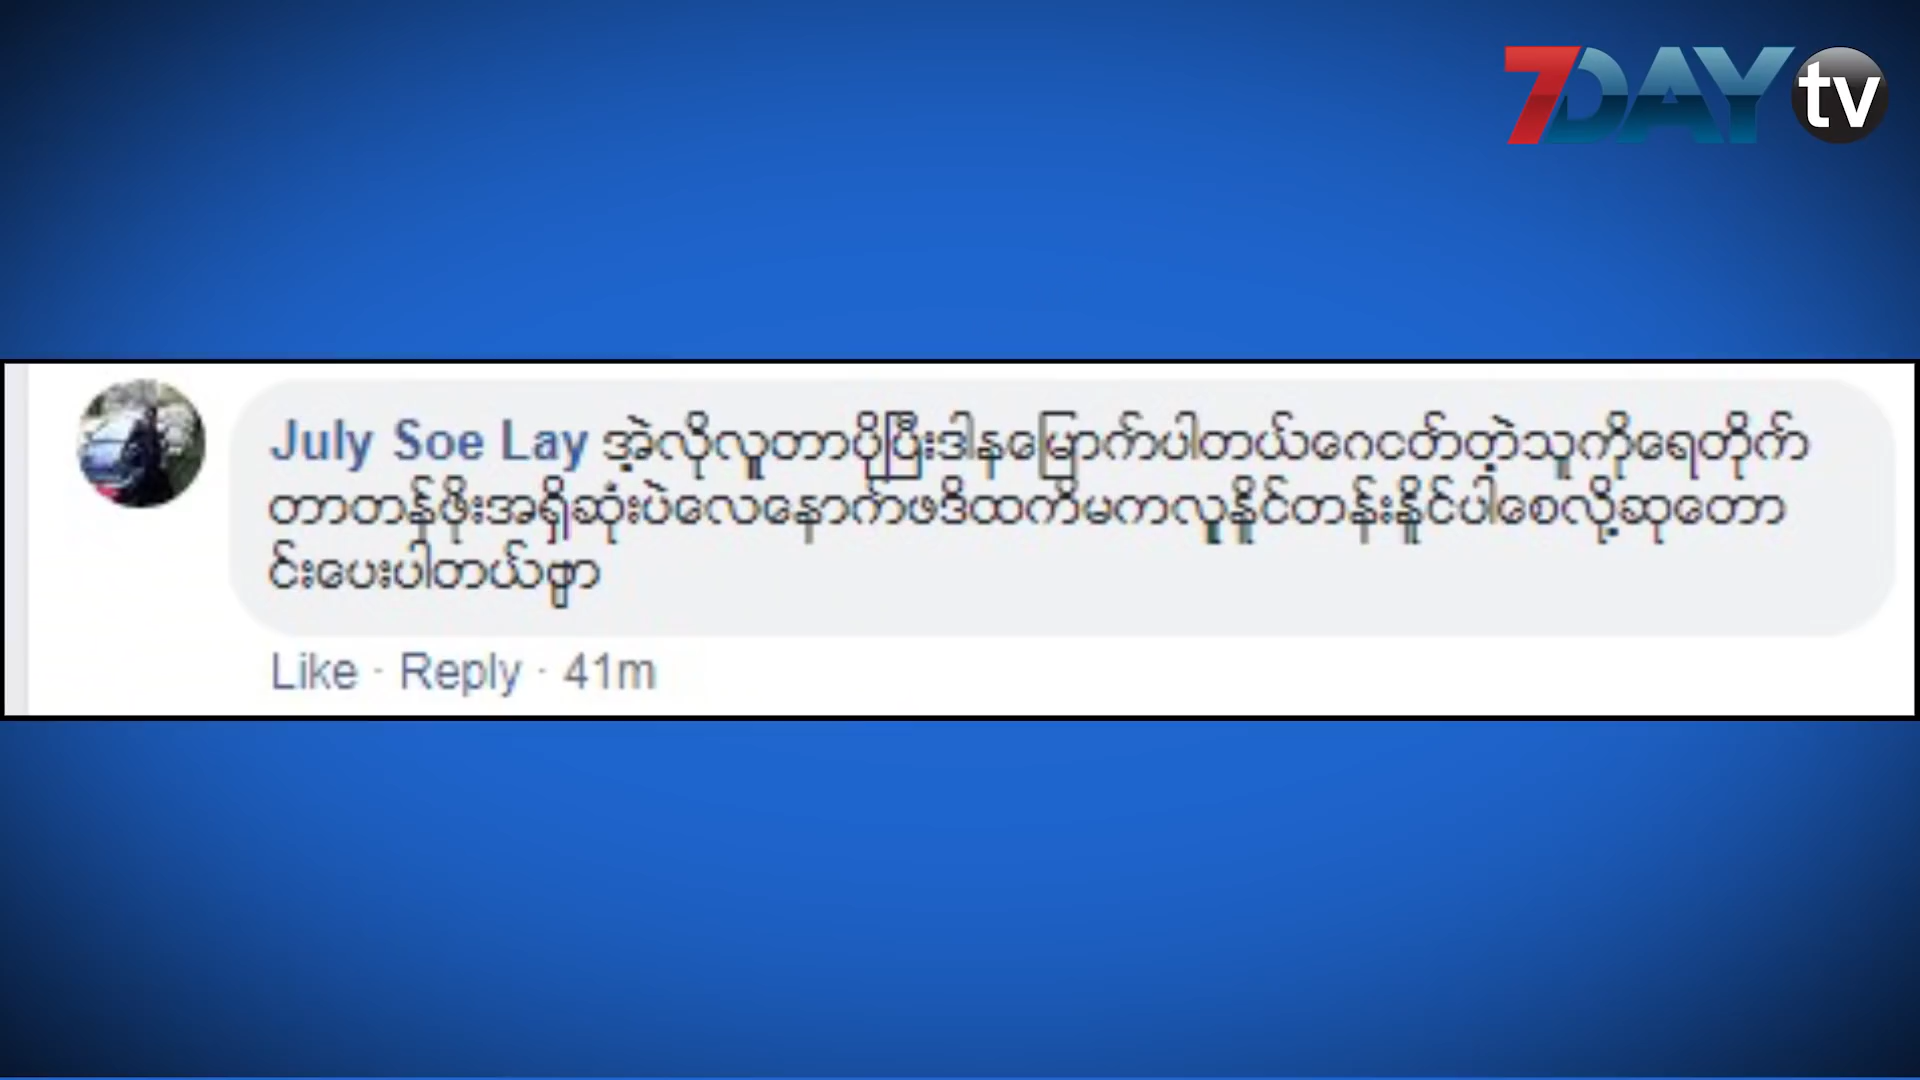 7DAY tv
July Soe Lay အဲ့လိုလူတာပိုပြီးဒါနမြောက်ပါတယ်ဂေငတ်တဲ့သူကိုရေတိုက်
တာတန်ဖိုးအရှိဆုံးပဲလေနောက်ဖဒိထက်မကလှူနိူင်တန်းနိူင်ပါစေလို့ဆုတော
င်းပေးပါတယ်ဗျာ
Like · Reply · 41m